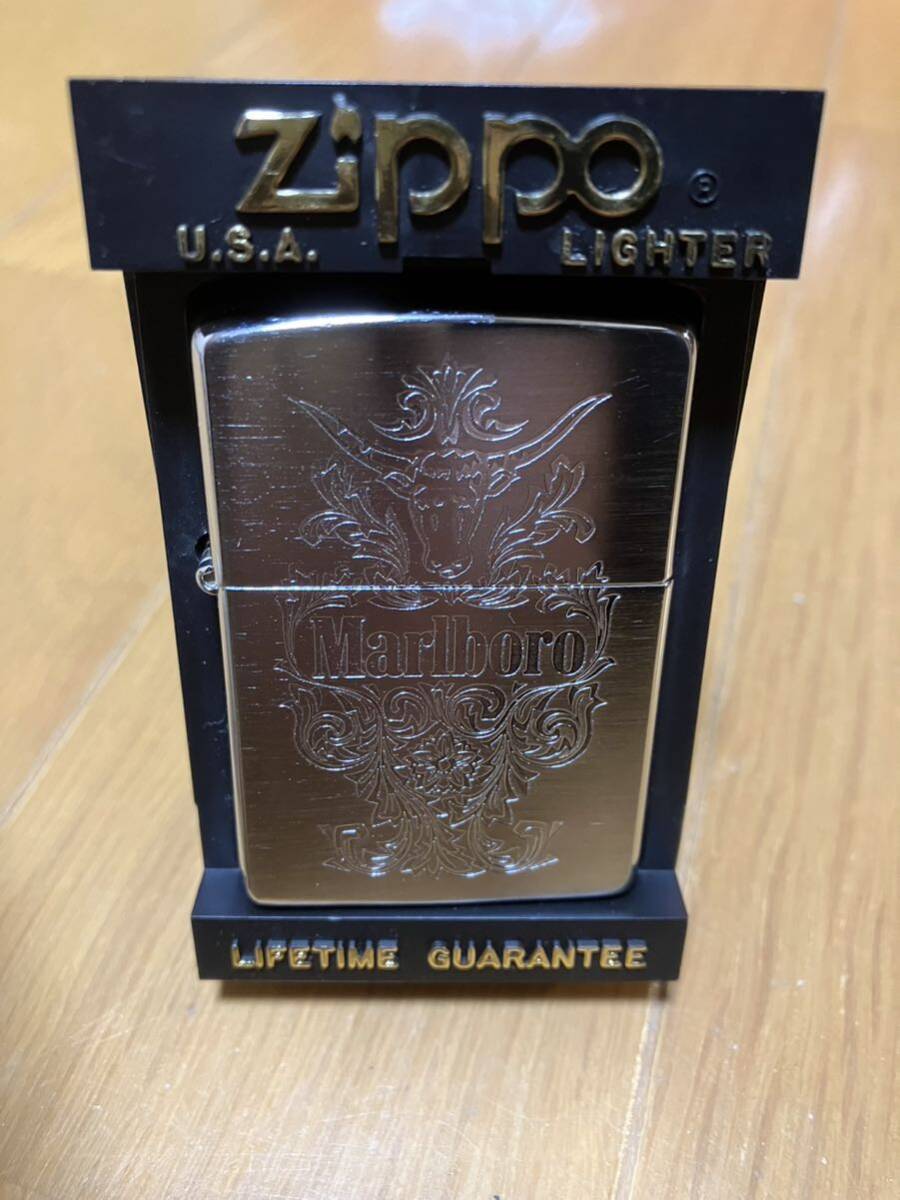 Zippo ®
U.S.A. LIGHTER
Marlboro
LIFETIME GUARANTEE